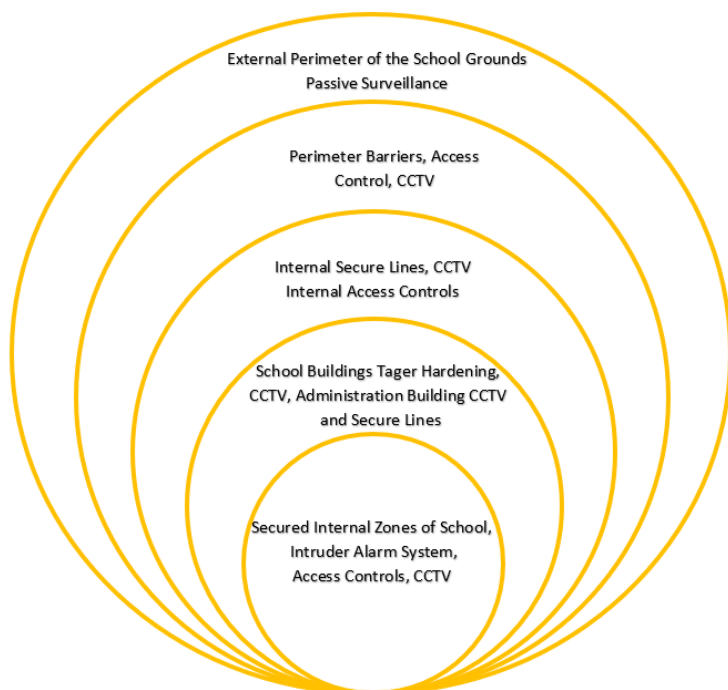 External Perimeter of the School Grounds
Passive Surveillance
Perimeter Barriers, Access
Control, CCTV
Internal Secure Lines, CCTV
Internal Access Controls
School Buildings Tager Hardening,
CCTV, Administration Building CCTV
and Secure Lines
Secured Internal Zones of School,
Intruder Alarm System,
Access Controls, CCTV